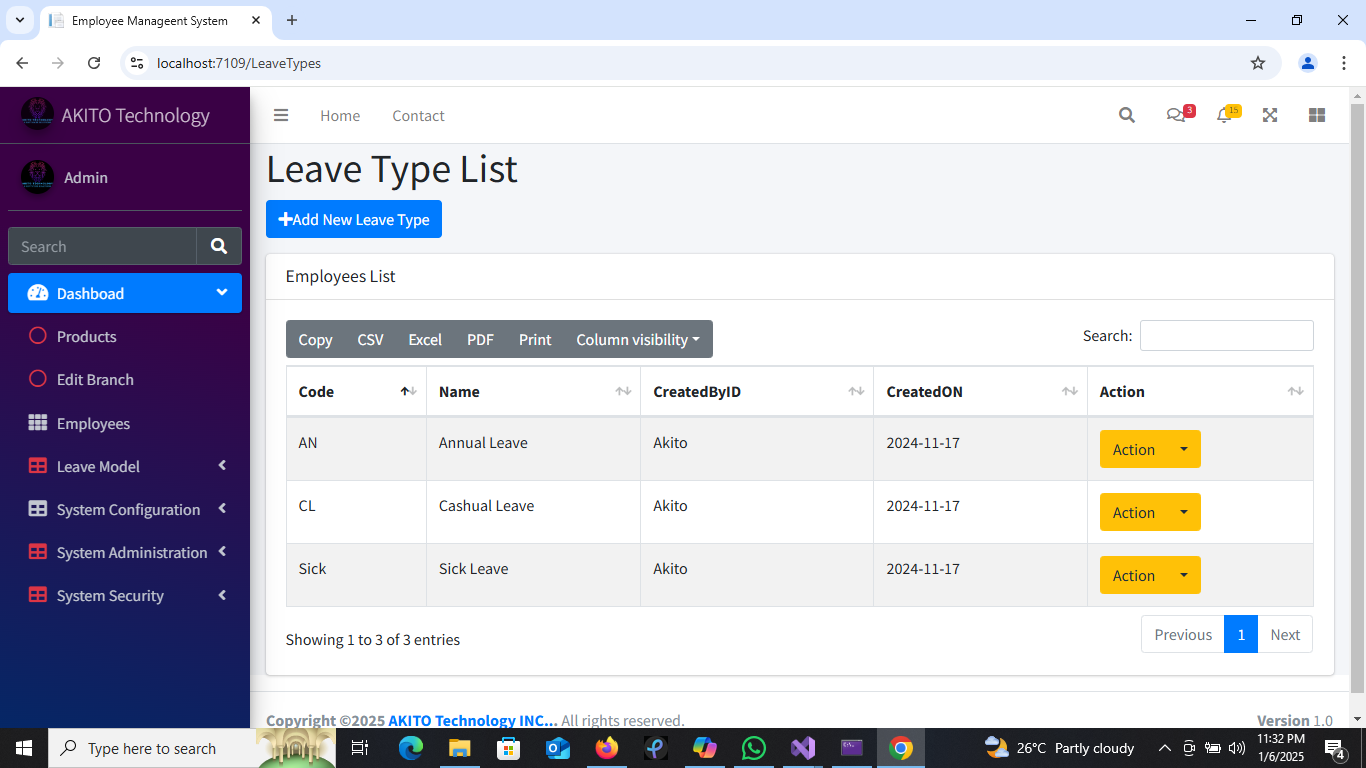 Employee Manageent System
localhost:7109/LeaveTypes
AKITO Technology
Home
Contact
3
15
Admin
Search
Dashboad
Products
Edit Branch
Employees
Leave Model
System Configuration
System Administration
System Security
Leave Type List
Add New Leave Type
Employees List
Copy CSV Excel PDF Print Column visibility
Search:
Code Name CreatedByID CreatedON Action
AN Annual Leave Akito 2024-11-17 Action
CL Cashual Leave Akito 2024-11-17 Action
Sick Sick Leave Akito 2024-11-17 Action
Showing 1 to 3 of 3 entries
Previous 1 Next
Copyright ©2025 AKITO Technology INC... All rights reserved.
Version 1.0
Type here to search
26°C Partly cloudy
11:32 PM
1/6/2025
4